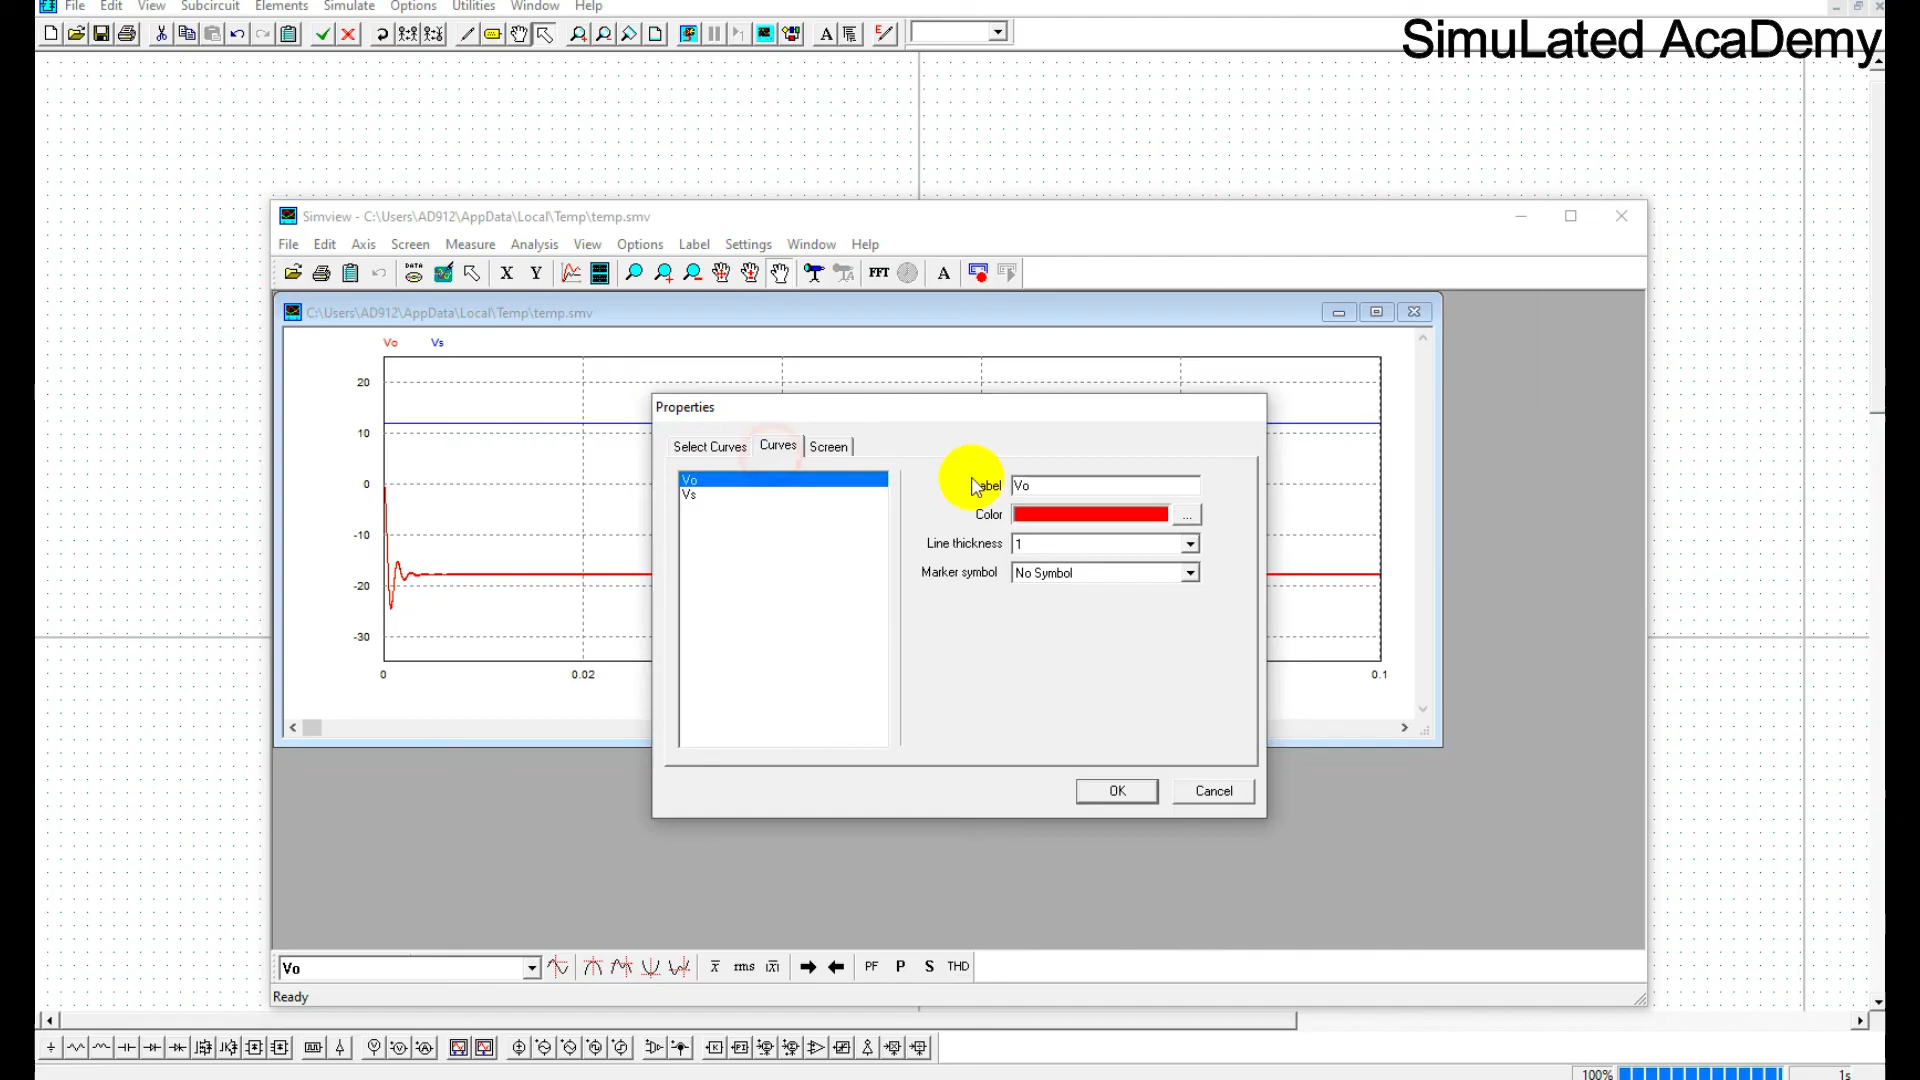 File Edit View Subcircuit Elements Simulate Options Utilities Window Help
SimuLated AcaDemy
Simview - C:\Users\AD912\AppData\Local\Temp\temp.smv
File Edit Axis Screen Measure Analysis View Options Label Settings Window Help
DATA X Y FFT A
C:\Users\AD912\AppData\Local\Temp\temp.smv
Vo Vs
20
10
0
-10
-20
-30
0 0.02 0.1
Properties
Select Curves Curves Screen
Vo
Vs
Label Vo
Color ...
Line thickness 1
Marker symbol No Symbol
OK Cancel
Vo rms PF P S THD
Ready
100% 1s